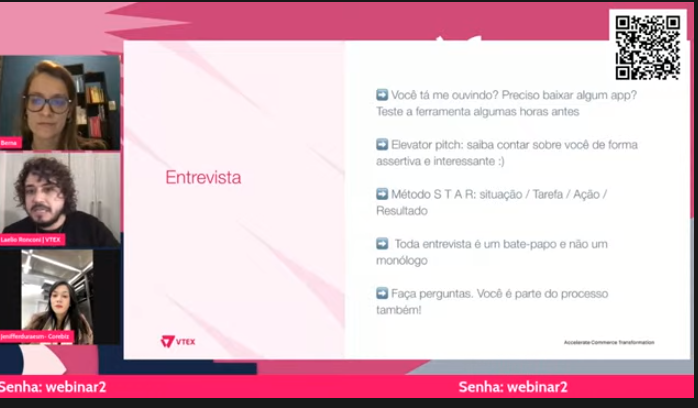 Berna
Laelio Ronconi | VTEX
Entrevista
➡️ Você tá me ouvindo? Preciso baixar algum app?
Teste a ferramenta algumas horas antes
➡️ Elevator pitch: saiba contar sobre você de forma
assertiva e interessante :)
➡️ Método S T A R: situação / Tarefa / Ação /
Resultado
➡️ Toda entrevista é um bate-papo e não um
monólogo
➡️ Faça perguntas. Você é parte do processo
também!
VTEX
Accelerate Commerce Transformation
Senha: webinar2
Senha: webinar2